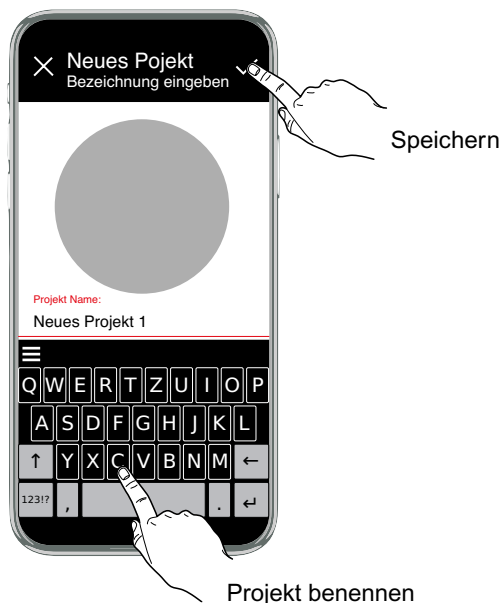 Neues Pojekt
Bezeichnung eingeben
Speichern
Projekt Name:
Neues Projekt 1
Q W E R T Z U I O P
A S D F G H J K L
↑ Y X C V B N M ←
123!? , . ↵
Projekt benennen